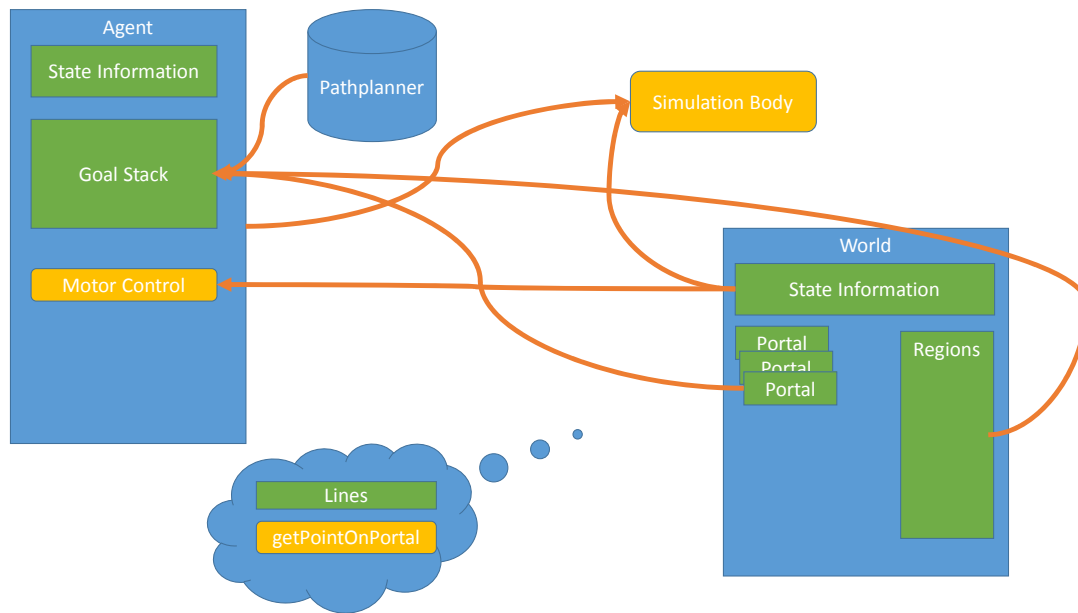 Agent
State Information
Goal Stack
Motor Control
Pathplanner
Simulation Body
World
State Information
Portal
Portal
Portal
Regions
Lines
getPointOnPortal